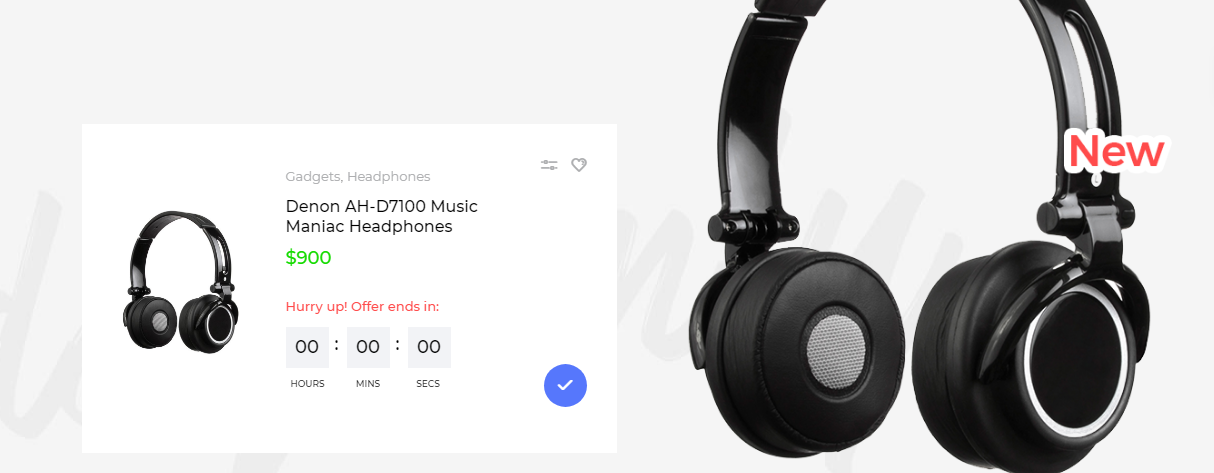 Gadgets, Headphones
Denon AH-D7100 Music
Maniac Headphones
$900
Hurry up! Offer ends in:
00 : 00 : 00
HOURS MINS SECS
New